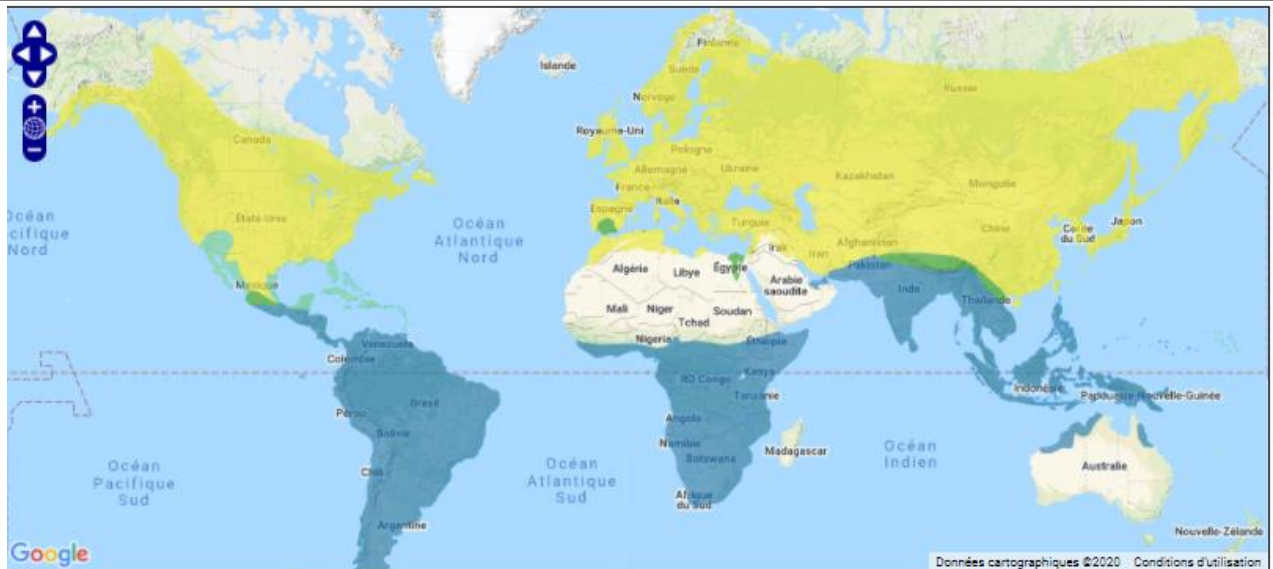 Finlande
Islande
Suède
Russie
Norvège
Canada
Royaume-Uni
Pologne
Allemagne
Ukraine
Kazakhstan
France
Mongolie
Italie
Océan
Pacifique
Nord
État-Unis
Océan
Atlantique
Nord
Espagne
Turquie
Chine
Corée
du Sud
Japon
Irak
Iran
Afghanistan
Algérie
Libye
Égypte
Arabie
saoudite
Pakistan
Inde
Mexique
Mali
Niger
Tchad
Soudan
Thaïlande
Nigeria
Éthiopie
Venezuela
Colombie
RD Congo
Kenya
Tanzanie
Indonésie
Papouasie-Nouvelle-Guinée
Pérou
Brésil
Angola
Bolivie
Namibie
Botswana
Madagascar
Océan
Indien
Australie
Océan
Pacifique
Sud
Chili
Océan
Atlantique
Sud
Afrique
du Sud
Argentine
Nouvelle-Zélande
Google
Données cartographiques ©2020 Conditions d'utilisation